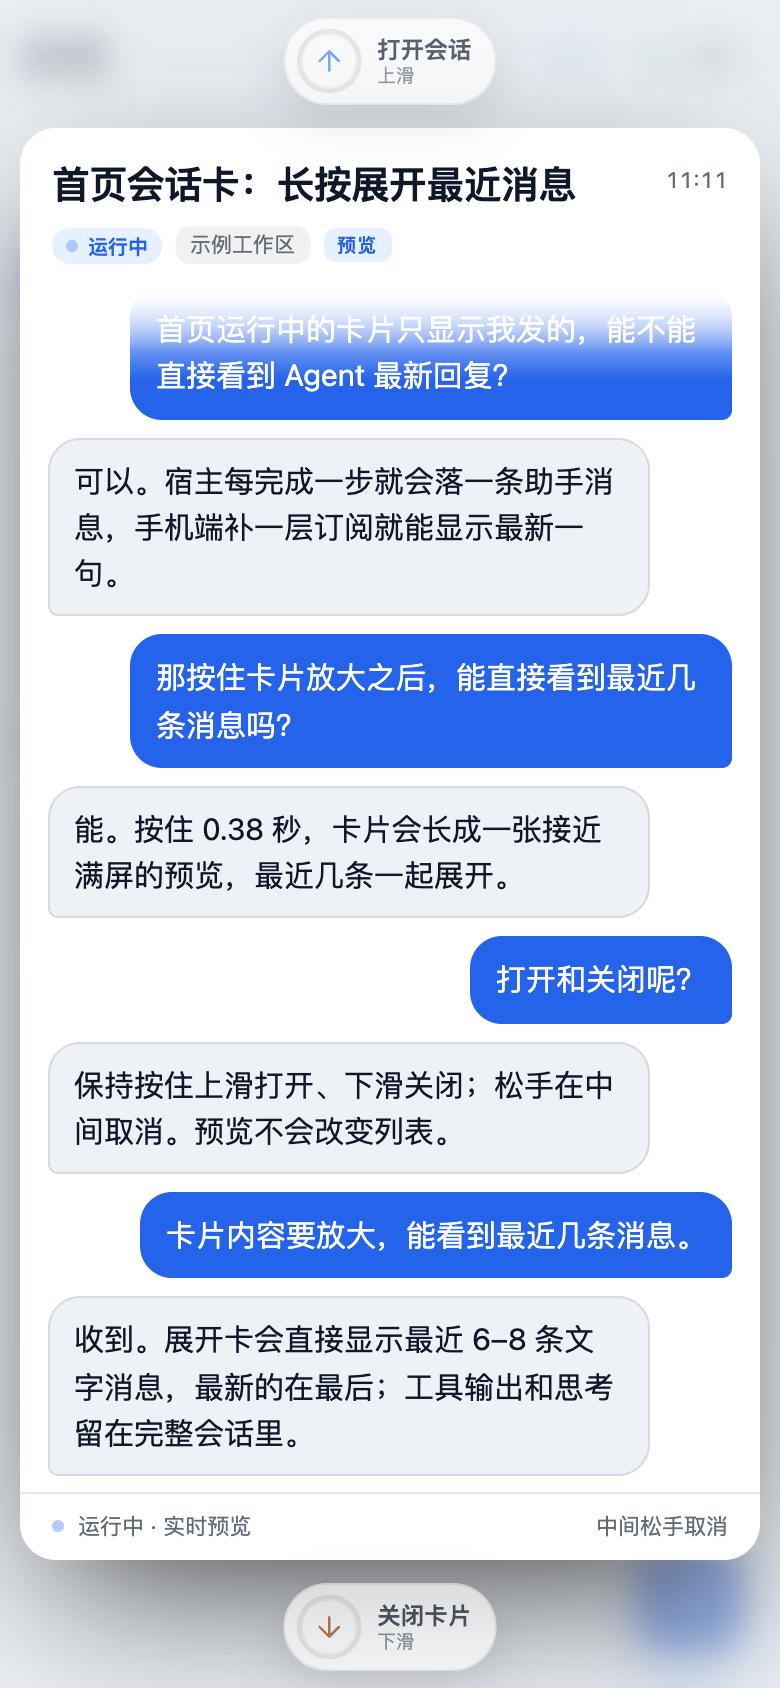 打开会话
上滑
首页会话卡：长按展开最近消息
11:11
运行中
示例工作区
预览
首页运行中的卡片只显示我发的，能不能
直接看到 Agent 最新回复？
可以。宿主每完成一步就会落一条助手消
息，手机端补一层订阅就能显示最新一
句。
那按住卡片放大之后，能直接看到最近几
条消息吗？
能。按住 0.38 秒，卡片会长成一张接近
满屏的预览，最近几条一起展开。
打开和关闭呢？
保持按住上滑打开、下滑关闭；松手在中
间取消。预览不会改变列表。
卡片内容要放大，能看到最近几条消息。
收到。展开卡会直接显示最近 6–8 条文
字消息，最新的在最后；工具输出和思考
留在完整会话里。
运行中 · 实时预览
中间松手取消
关闭卡片
下滑